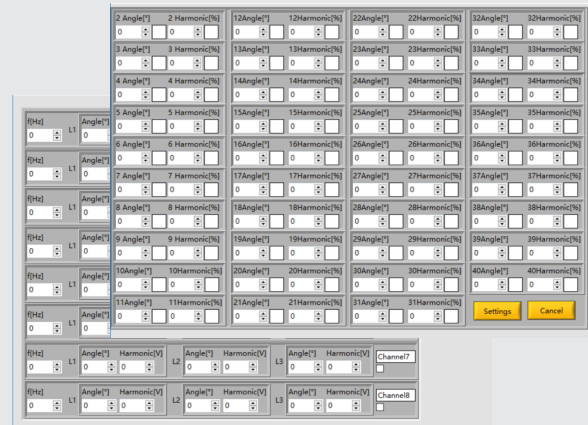 2 Angle[°] 2 Harmonic[%] 12Angle[°] 12Harmonic[%] 22Angle[°] 22Harmonic[%] 32Angle[°] 32Harmonic[%]
0 0 0 0 0 0 0 0
3 Angle[°] 3 Harmonic[%] 13Angle[°] 13Harmonic[%] 23Angle[°] 23Harmonic[%] 33Angle[°] 33Harmonic[%]
0 0 0 0 0 0 0 0
4 Angle[°] 4 Harmonic[%] 14Angle[°] 14Harmonic[%] 24Angle[°] 24Harmonic[%] 34Angle[°] 34Harmonic[%]
0 0 0 0 0 0 0 0
5 Angle[°] 5 Harmonic[%] 15Angle[°] 15Harmonic[%] 25Angle[°] 25Harmonic[%] 35Angle[°] 35Harmonic[%]
0 0 0 0 0 0 0 0
6 Angle[°] 6 Harmonic[%] 16Angle[°] 16Harmonic[%] 26Angle[°] 26Harmonic[%] 36Angle[°] 36Harmonic[%]
0 0 0 0 0 0 0 0
7 Angle[°] 7 Harmonic[%] 17Angle[°] 17Harmonic[%] 27Angle[°] 27Harmonic[%] 37Angle[°] 37Harmonic[%]
0 0 0 0 0 0 0 0
8 Angle[°] 8 Harmonic[%] 18Angle[°] 18Harmonic[%] 28Angle[°] 28Harmonic[%] 38Angle[°] 38Harmonic[%]
0 0 0 0 0 0 0 0
9 Angle[°] 9 Harmonic[%] 19Angle[°] 19Harmonic[%] 29Angle[°] 29Harmonic[%] 39Angle[°] 39Harmonic[%]
0 0 0 0 0 0 0 0
10Angle[°] 10Harmonic[%] 20Angle[°] 20Harmonic[%] 30Angle[°] 30Harmonic[%] 40Angle[°] 40Harmonic[%]
0 0 0 0 0 0 0 0
11Angle[°] 11Harmonic[%] 21Angle[°] 21Harmonic[%] 31Angle[°] 31Harmonic[%]
0 0 0 0 0 0
Settings Cancel
f[Hz] Angle[°]
0 L1 0
f[Hz] Angle[°]
0 L1 0
f[Hz] Angle[°]
0 L1 0
f[Hz] Angle[°]
0 L1 0
f[Hz] Angle[°]
0 L1 0
f[Hz] Angle[°]
0 L1 0
f[Hz] Angle[°] Harmonic[V] Angle[°] Harmonic[V] Angle[°] Harmonic[V] Channel7
0 L1 0 0 L2 0 0 L3 0 0
f[Hz] Angle[°] Harmonic[V] Angle[°] Harmonic[V] Angle[°] Harmonic[V] Channel8
0 L1 0 0 L2 0 0 L3 0 0